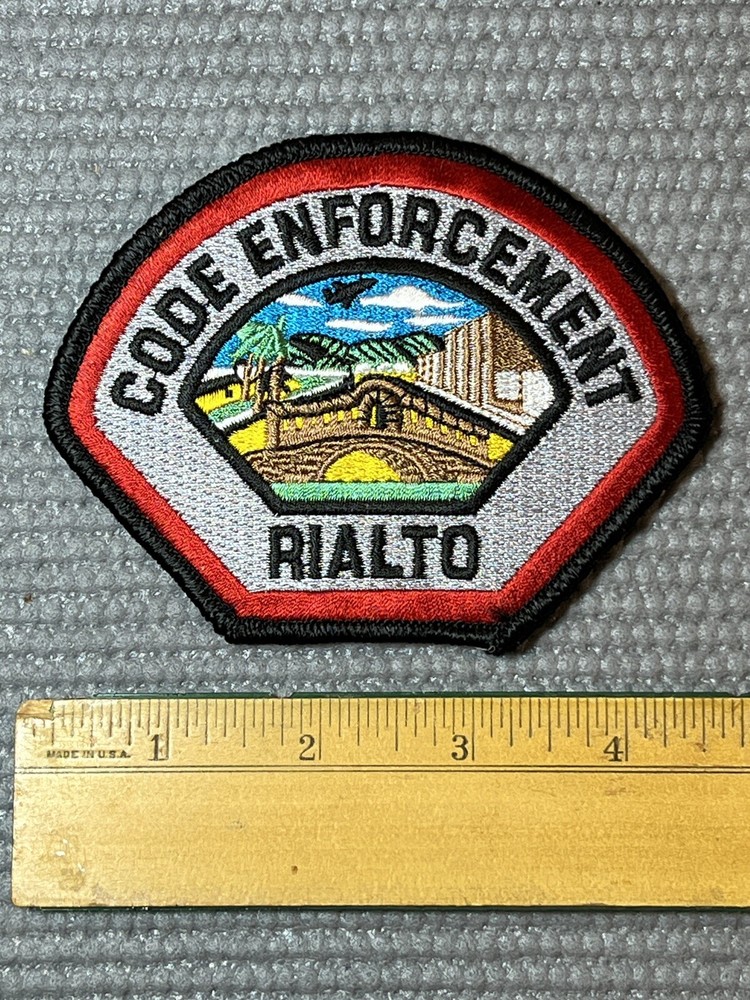 CODE ENFORCEMENT
RIALTO
1 2 3 4
MADE IN U.S.A.